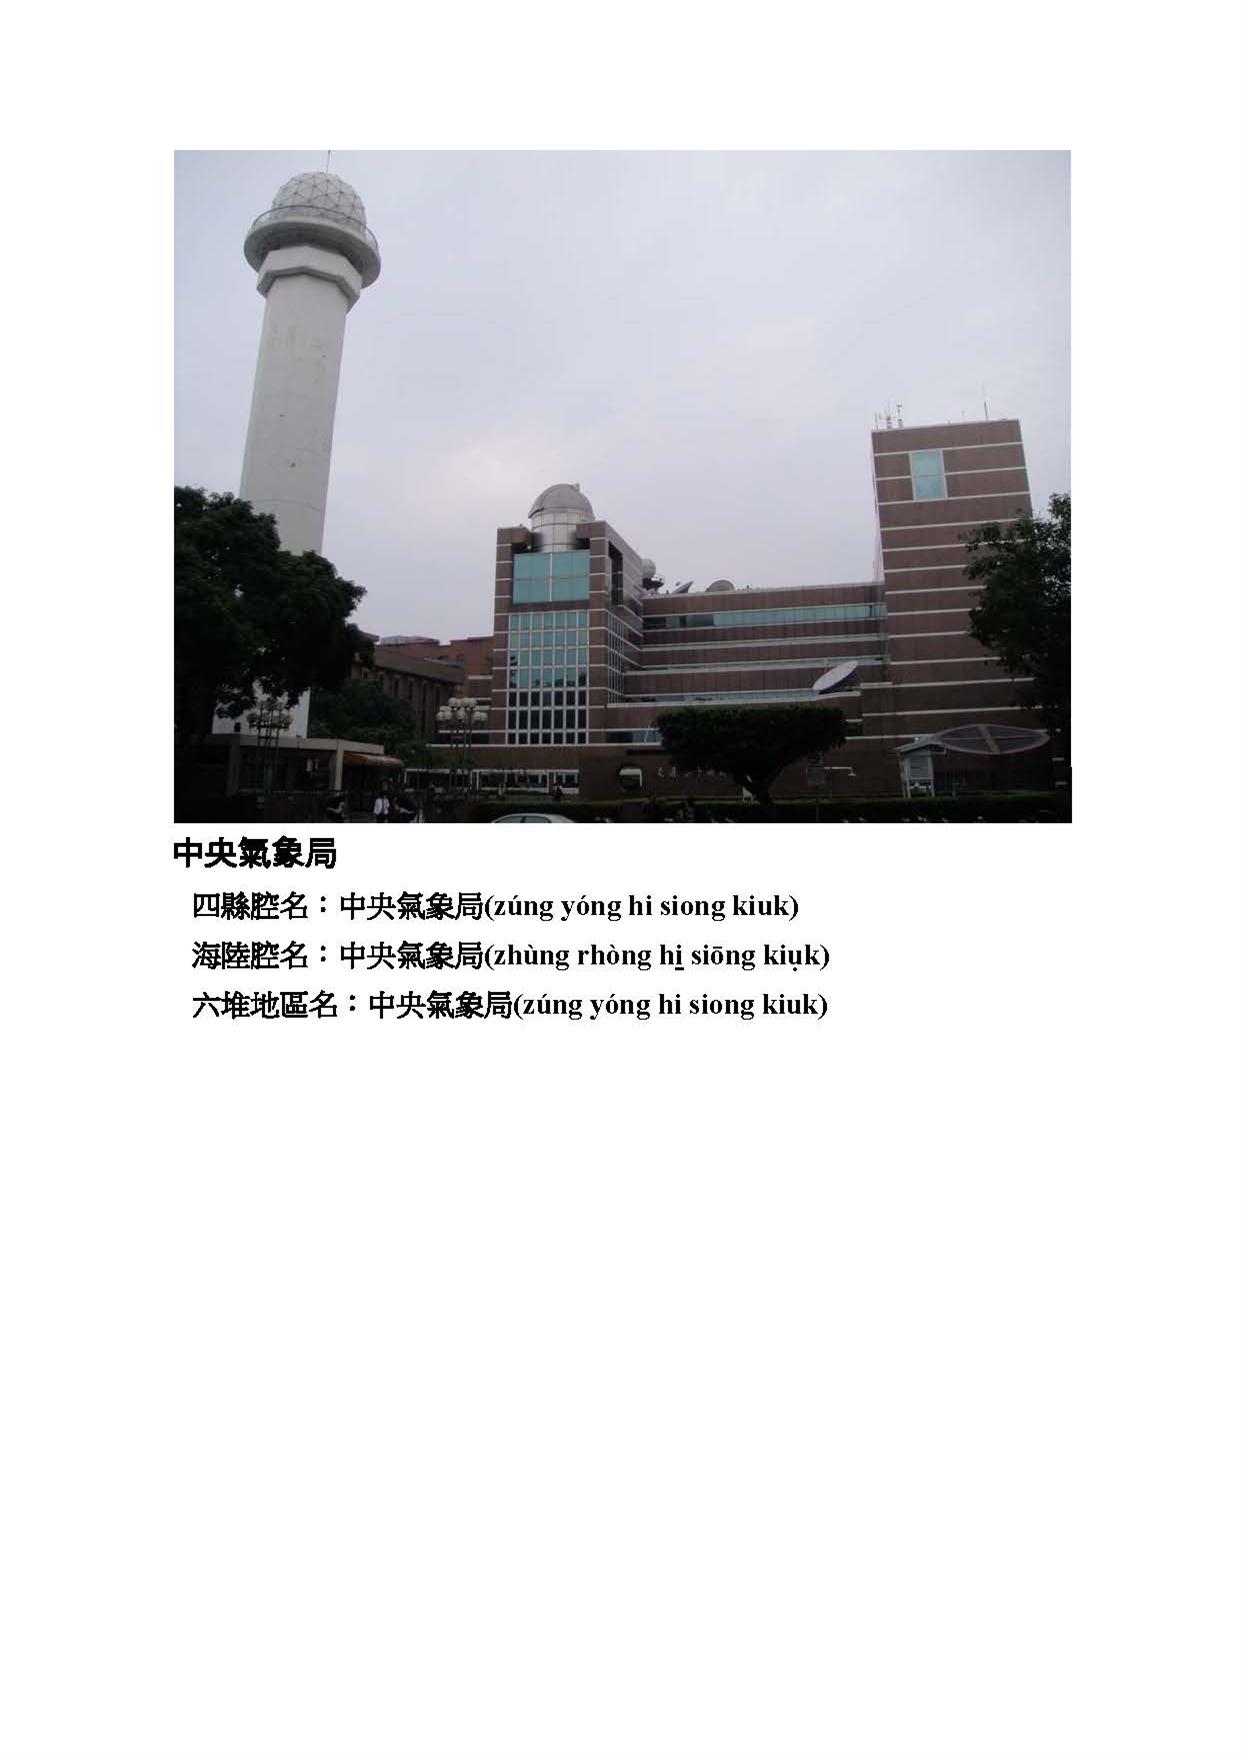 中央氣象局
四縣腔名：中央氣象局(zúng yóng hi siong kiuk)
海陸腔名：中央氣象局(zhùng rhòng hi̱ siōng kiụk)
六堆地區名：中央氣象局(zúng yóng hi siong kiuk)